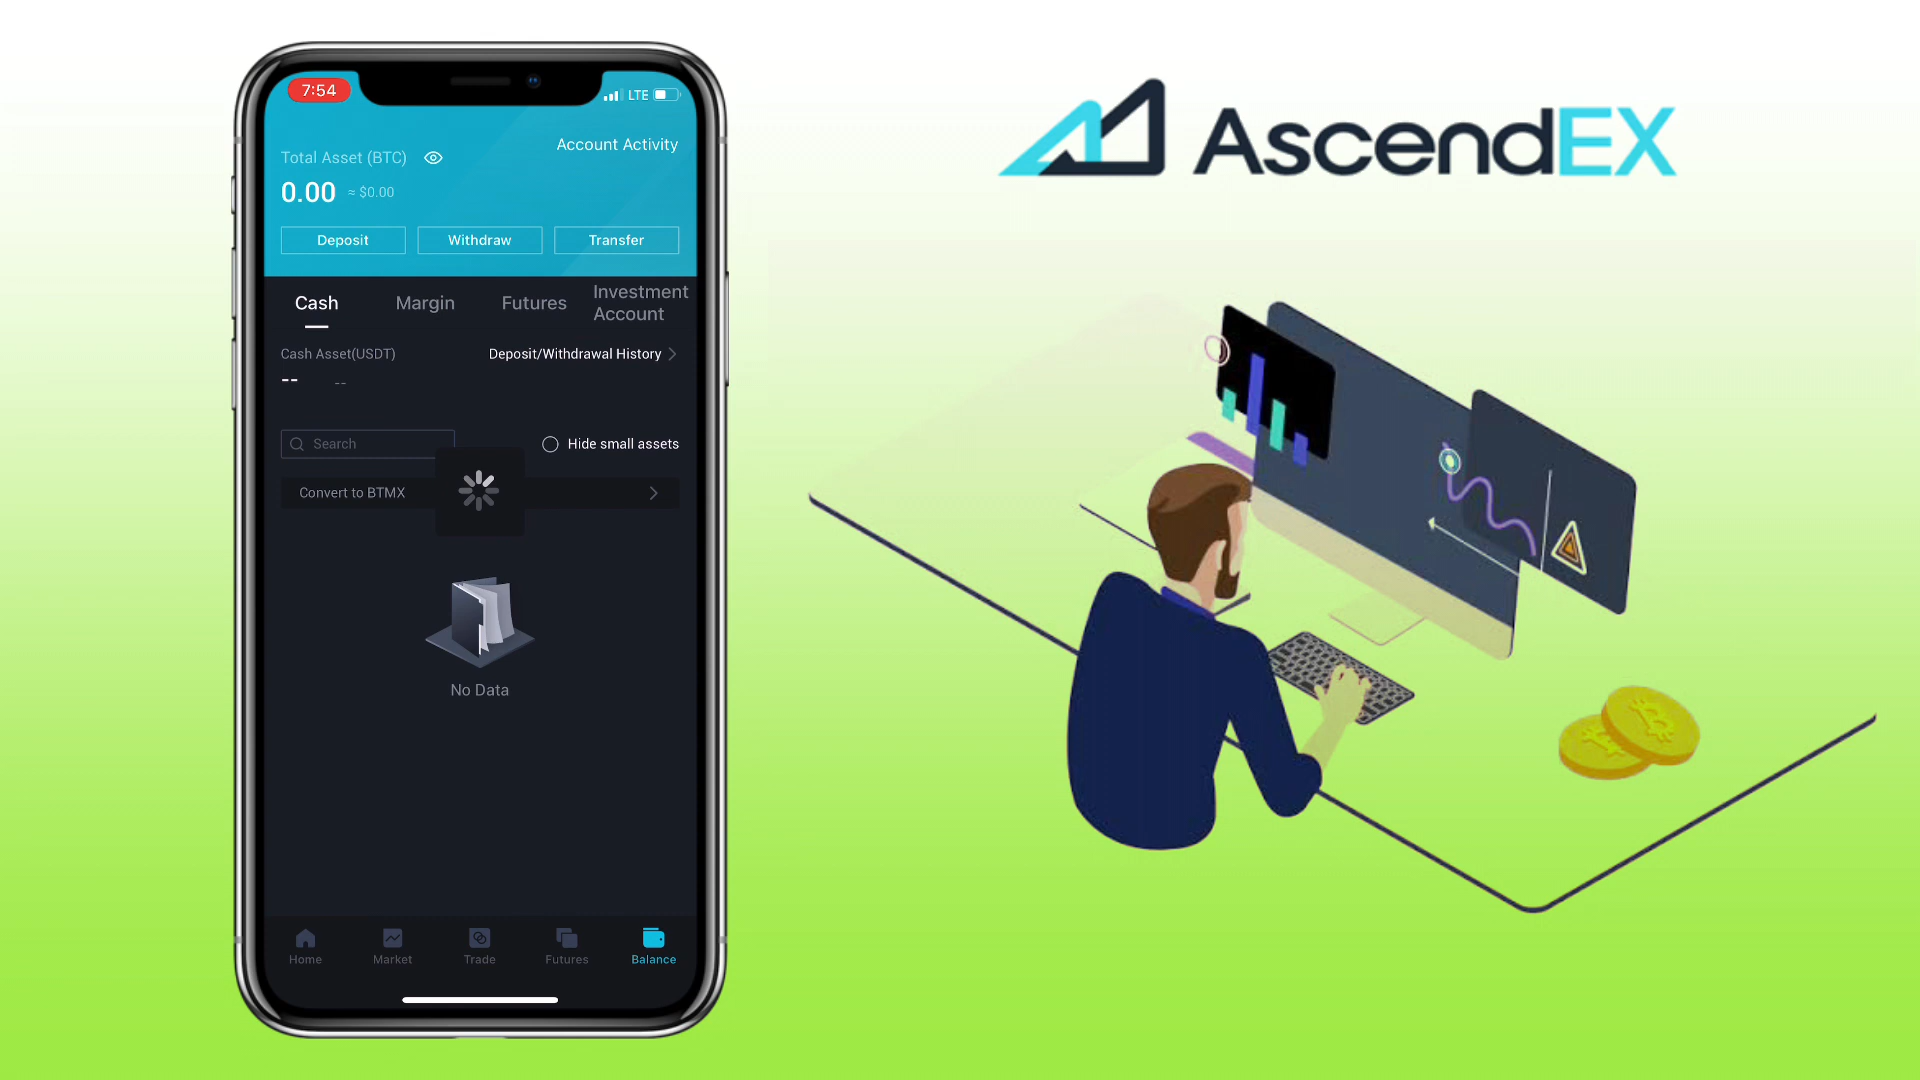 7:54
LTE
Account Activity
Total Asset (BTC)
0.00 ≈ $0.00
Deposit Withdraw Transfer
Cash Margin Futures Investment Account
Cash Asset(USDT) Deposit/Withdrawal History
-- --
Search Hide small assets
Convert to BTMX
No Data
Home Market Trade Futures Balance
AscendEX